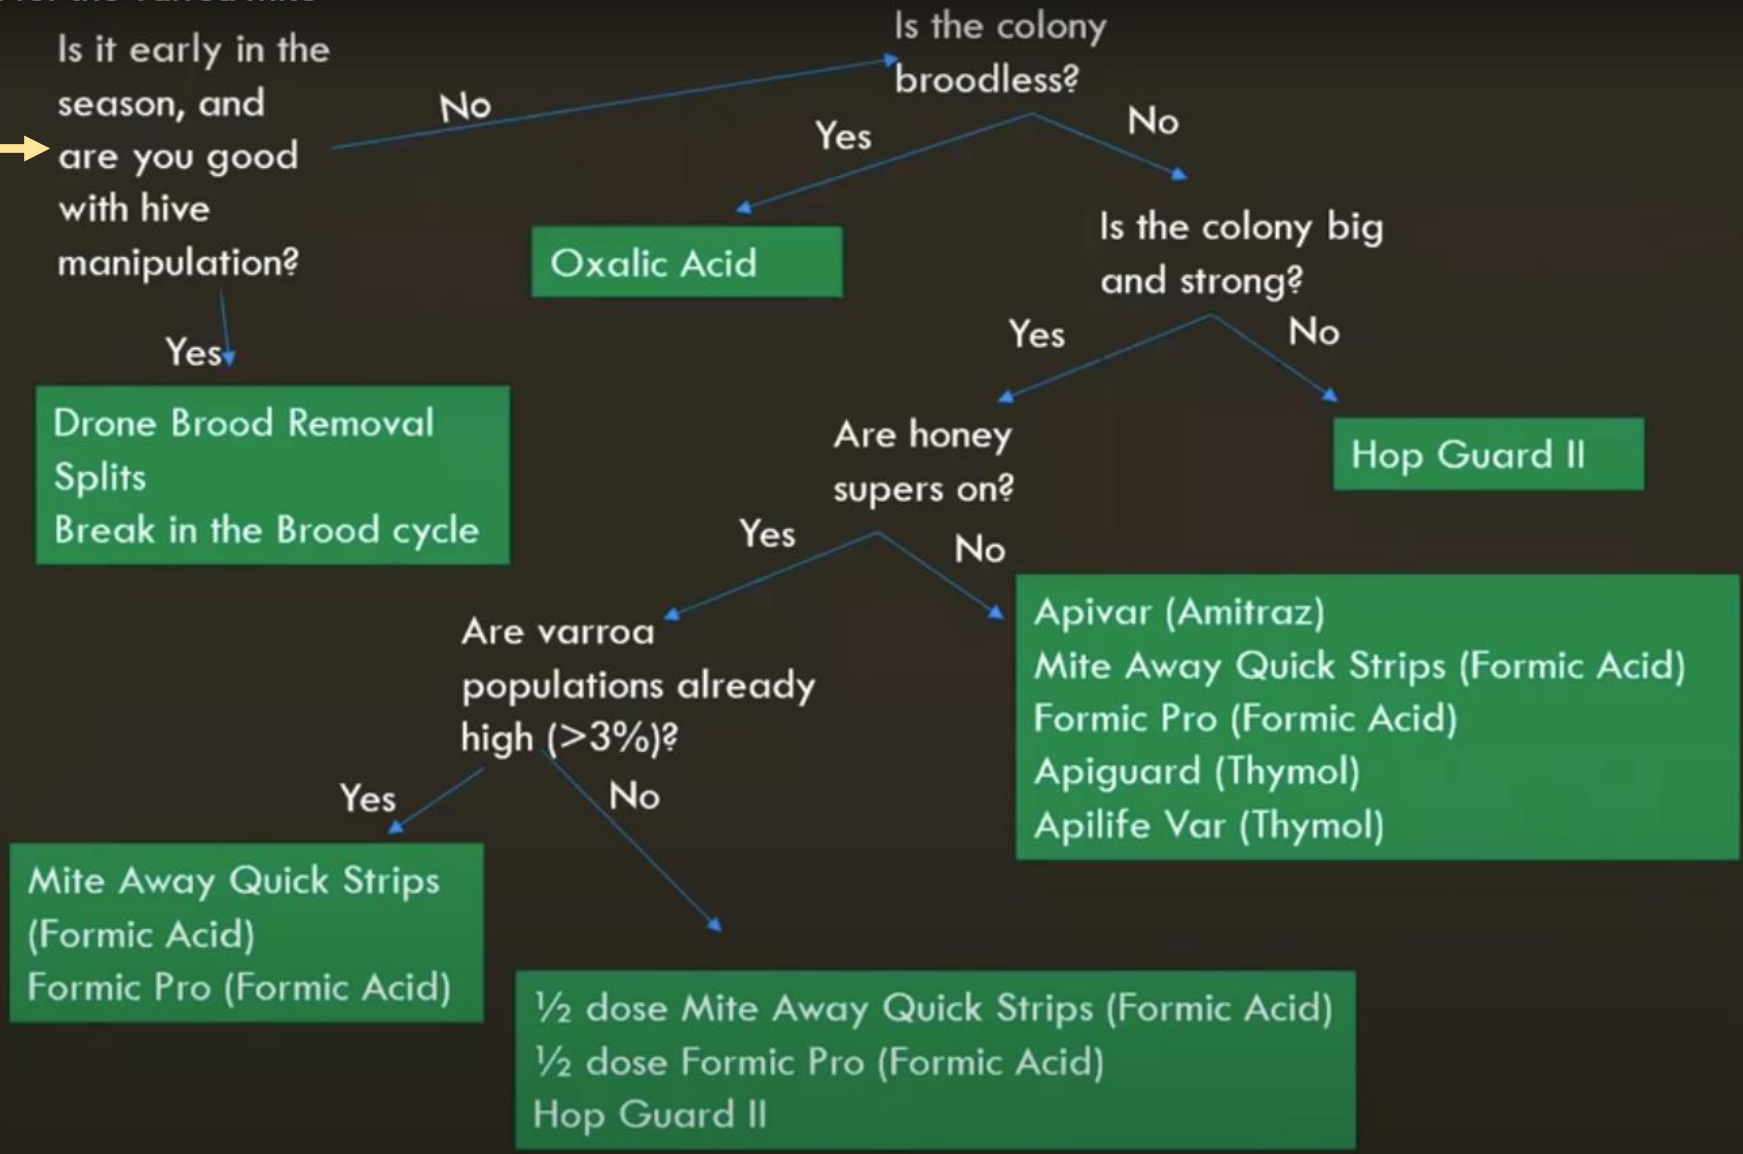 Is it early in the
season, and
are you good
with hive
manipulation?
No
Yes
Drone Brood Removal
Splits
Break in the Brood cycle
Is the colony
broodless?
Yes
No
Oxalic Acid
Is the colony big
and strong?
Yes
No
Hop Guard II
Are honey
supers on?
Yes
No
Apivar (Amitraz)
Mite Away Quick Strips (Formic Acid)
Formic Pro (Formic Acid)
Apiguard (Thymol)
Apilife Var (Thymol)
Are varroa
populations already
high (>3%)?
Yes
No
Mite Away Quick Strips
(Formic Acid)
Formic Pro (Formic Acid)
½ dose Mite Away Quick Strips (Formic Acid)
½ dose Formic Pro (Formic Acid)
Hop Guard II